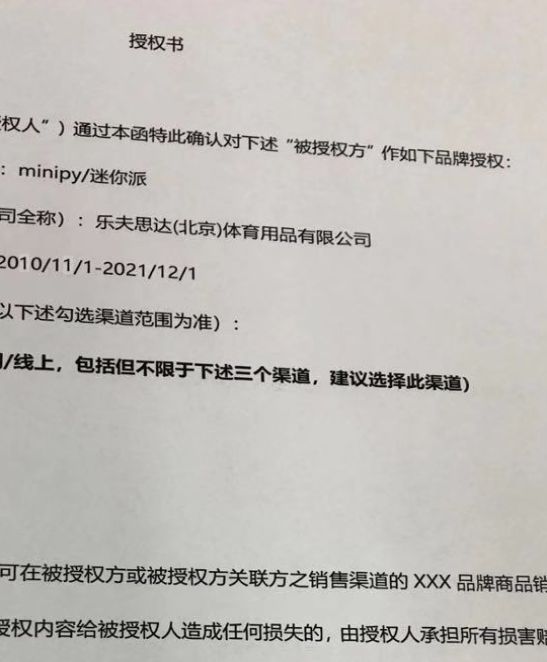 授权书
权人”）通过本函特此确认对下述“被授权方”作如下品牌授权：
：minipy/迷你派
司全称）：乐夫思达(北京)体育用品有限公司
2010/11/1-2021/12/1
以下述勾选渠道范围为准）：
/线上，包括但不限于下述三个渠道，建议选择此渠道）
可在被授权方或被授权方关联方之销售渠道的 XXX 品牌商品销
授权内容给被授权人造成任何损失的，由授权人承担所有损害赔